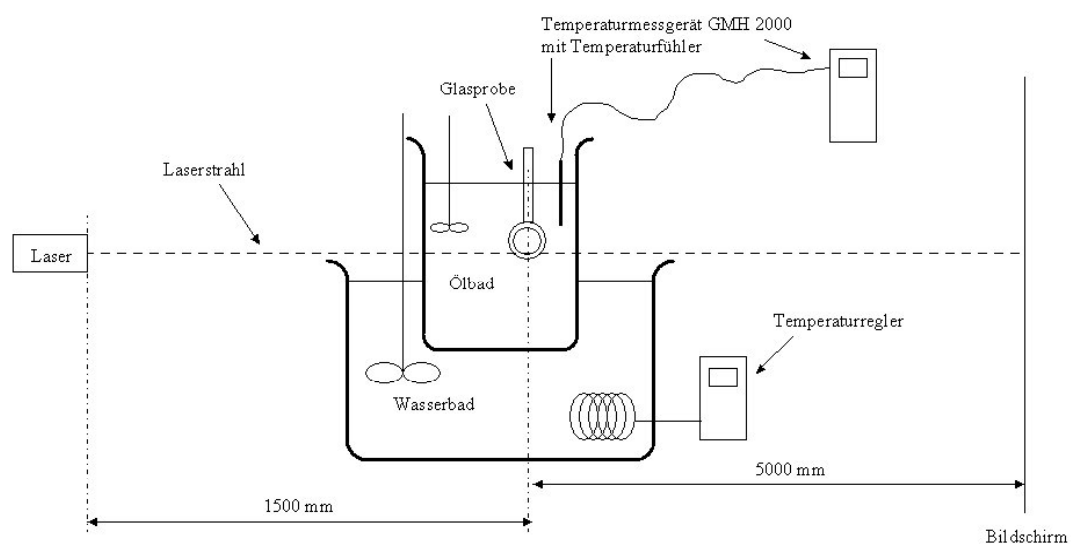 Temperaturmessgerät GMH 2000
mit Temperaturfühler
Glasprobe
Laserstrahl
Laser
Ölbad
Temperaturregler
Wasserbad
5000 mm
1500 mm
Bildschirm